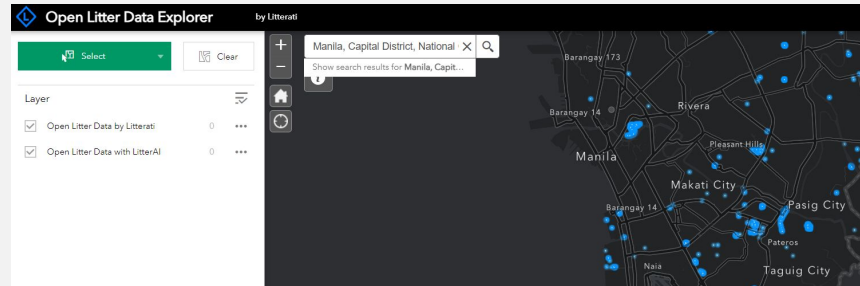 Open Litter Data Explorer by Litterati
Select
Clear
Layer
Open Litter Data by Litterati 0
Open Litter Data with LitterAI 0
Manila, Capital District, National
Show search results for Manila, Capit...
Barangay 173
Barangay 14
Rivera
Manila
Pleasant Hills
Makati City
Barangay 14
Pasig City
Pateros
Naia
Taguig City